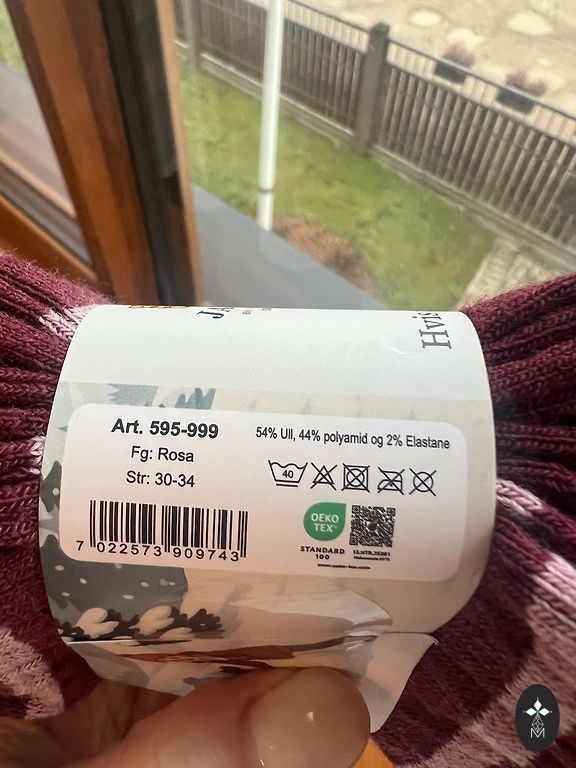 Hvis
Art. 595-999
Fg: Rosa
Str: 30-34
54% Ull, 44% polyamid og 2% Elastane
40
7 022573 909743
OEKO
TEX®
STANDARD
100